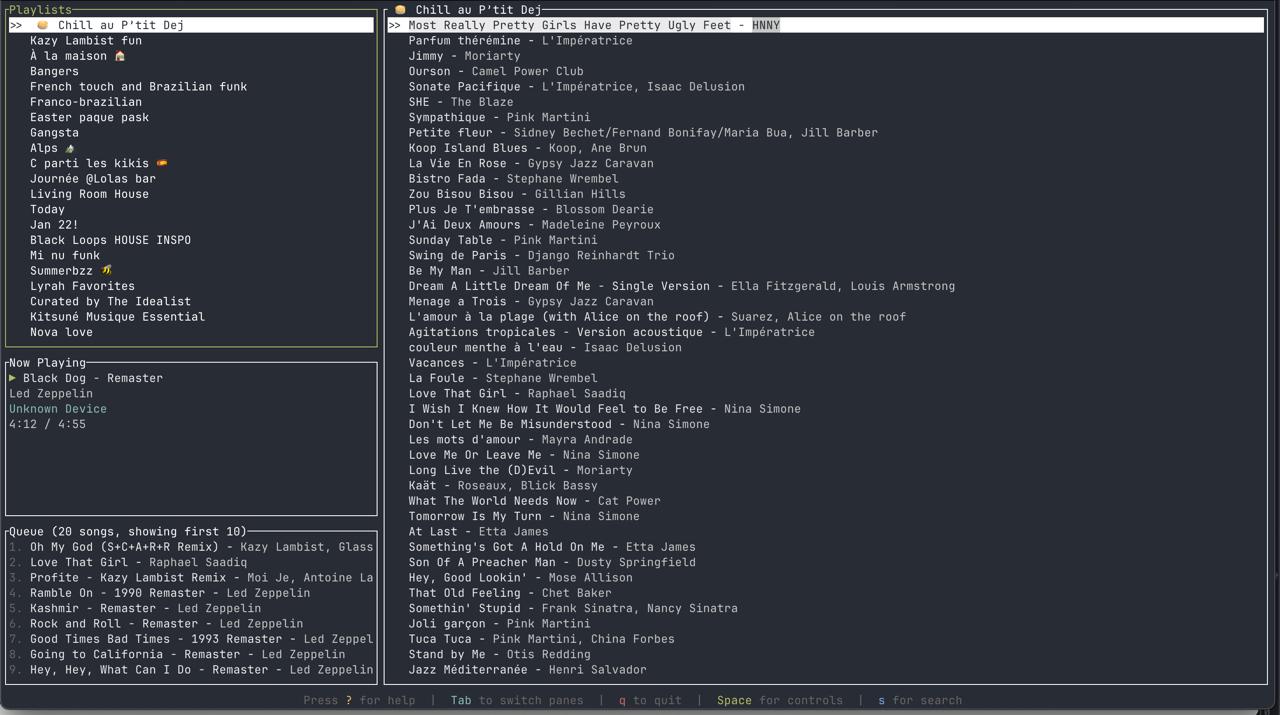 Playlists
>> 🥞 Chill au P'tit Dej
Kazy Lambist fun
À la maison 🏠
Bangers
French touch and Brazilian funk
Franco-brazilian
Easter paque pask
Gangsta
Alps 🏔
C parti les kikis 🇪🇸
Journée @Lolas bar
Living Room House
Today
Jan 22!
Black Loops HOUSE INSPO
Mi nu funk
Summerbzz 🐝
Lyrah Favorites
Curated by The Idealist
Kitsuné Musique Essential
Nova love
Now Playing
▶ Black Dog - Remaster
Led Zeppelin
Unknown Device
4:12 / 4:55
Queue (20 songs, showing first 10)
1. Oh My God (S+C+A+R+R Remix) - Kazy Lambist, Glass
2. Love That Girl - Raphael Saadiq
3. Profite - Kazy Lambist Remix - Moi Je, Antoine La
4. Ramble On - 1990 Remaster - Led Zeppelin
5. Kashmir - Remaster - Led Zeppelin
6. Rock and Roll - Remaster - Led Zeppelin
7. Good Times Bad Times - 1993 Remaster - Led Zeppel
8. Going to California - Remaster - Led Zeppelin
9. Hey, Hey, What Can I Do - Remaster - Led Zeppelin
🥞 Chill au P'tit Dej
>> Most Really Pretty Girls Have Pretty Ugly Feet - HNNY
Parfum thérémine - L'Impératrice
Jimmy - Moriarty
Ourson - Camel Power Club
Sonate Pacifique - L'Impératrice, Isaac Delusion
SHE - The Blaze
Sympathique - Pink Martini
Petite fleur - Sidney Bechet/Fernand Bonifay/Maria Bua, Jill Barber
Koop Island Blues - Koop, Ane Brun
La Vie En Rose - Gypsy Jazz Caravan
Bistro Fada - Stephane Wrembel
Zou Bisou Bisou - Gillian Hills
Plus Je T'embrasse - Blossom Dearie
J'Ai Deux Amours - Madeleine Peyroux
Sunday Table - Pink Martini
Swing de Paris - Django Reinhardt Trio
Be My Man - Jill Barber
Dream A Little Dream Of Me - Single Version - Ella Fitzgerald, Louis Armstrong
Menage a Trois - Gypsy Jazz Caravan
L'amour à la plage (with Alice on the roof) - Suarez, Alice on the roof
Agitations tropicales - Version acoustique - L'Impératrice
couleur menthe à l'eau - Isaac Delusion
Vacances - L'Impératrice
La Foule - Stephane Wrembel
Love That Girl - Raphael Saadiq
I Wish I Knew How It Would Feel to Be Free - Nina Simone
Don't Let Me Be Misunderstood - Nina Simone
Les mots d'amour - Mayra Andrade
Love Me Or Leave Me - Nina Simone
Long Live the (D)Evil - Moriarty
Kaät - Roseaux, Blick Bassy
What The World Needs Now - Cat Power
Tomorrow Is My Turn - Nina Simone
At Last - Etta James
Something's Got A Hold On Me - Etta James
Son Of A Preacher Man - Dusty Springfield
Hey, Good Lookin' - Mose Allison
That Old Feeling - Chet Baker
Somethin' Stupid - Frank Sinatra, Nancy Sinatra
Joli garçon - Pink Martini
Tuca Tuca - Pink Martini, China Forbes
Stand by Me - Otis Redding
Jazz Méditerranée - Henri Salvador
Press ? for help | Tab to switch panes | q to quit | Space for controls | s for search